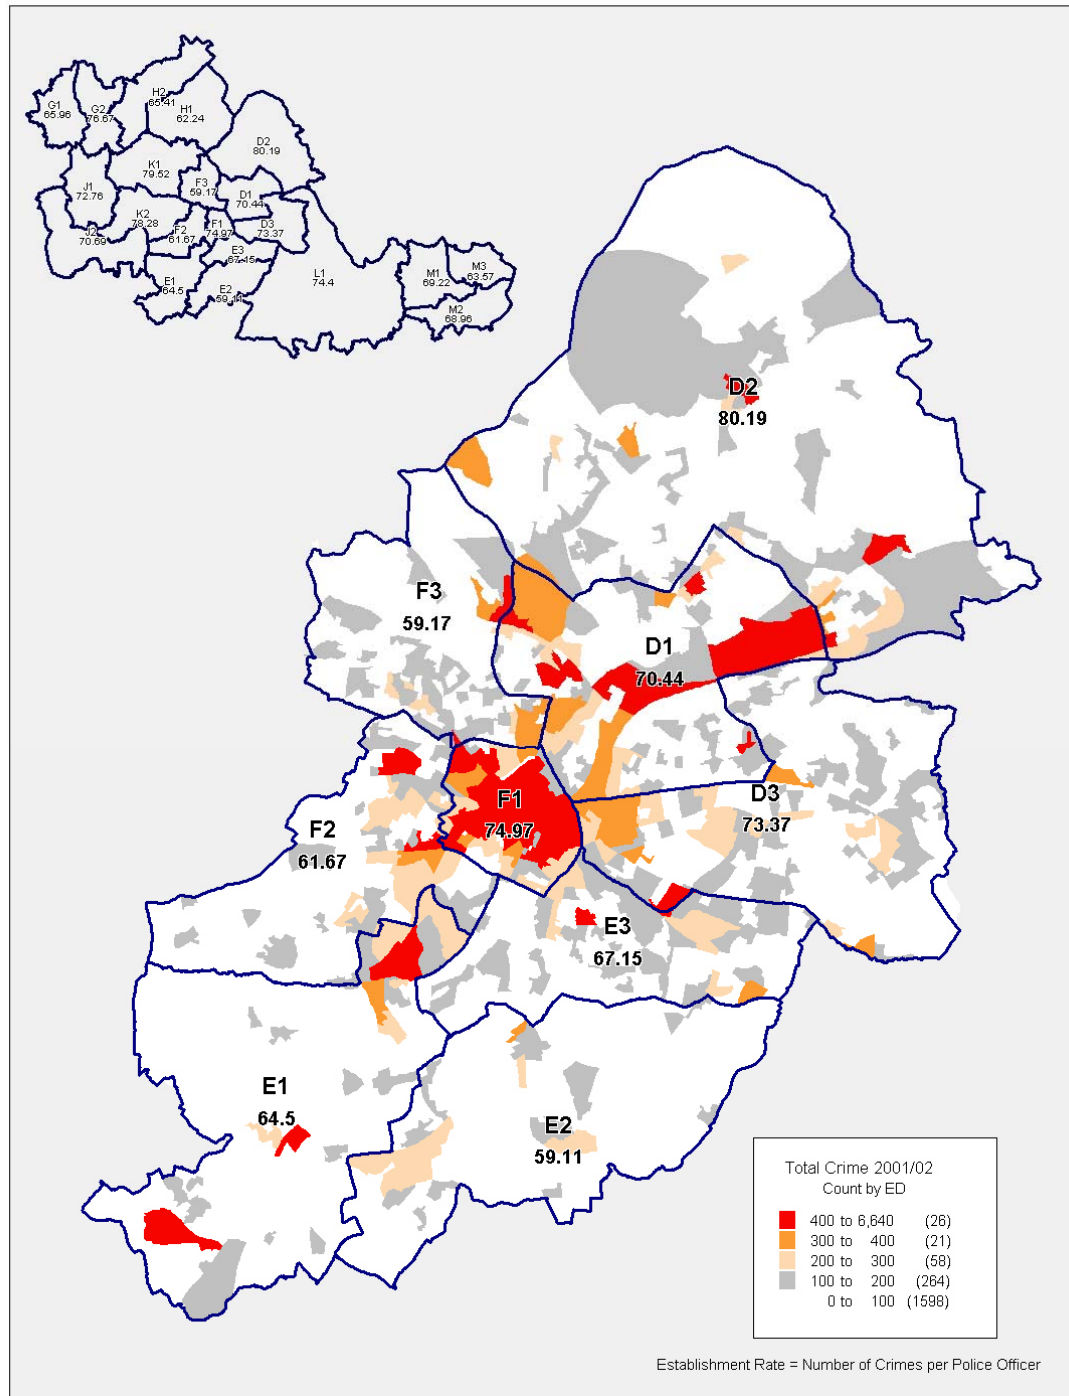 H2
65.41
G1
65.96
G2
76.67
H1
62.24
D2
80.19
K1
79.52
F3
59.17
J1
72.76
D1
70.44
K2
78.28
F2
61.67
F1
74.97
D3
73.37
J2
70.69
E3
67.15
L1
74.4
M1
69.22
M3
63.57
E1
64.5
E2
59.11
M2
68.96
D2
80.19
F3
59.17
D1
70.44
F1
74.97
D3
73.37
F2
61.67
E3
67.15
E1
64.5
E2
59.11
Total Crime 2001/02
Count by ED
400 to 6,640 (26)
300 to 400 (21)
200 to 300 (58)
100 to 200 (264)
0 to 100 (1598)
Establishment Rate = Number of Crimes per Police Officer